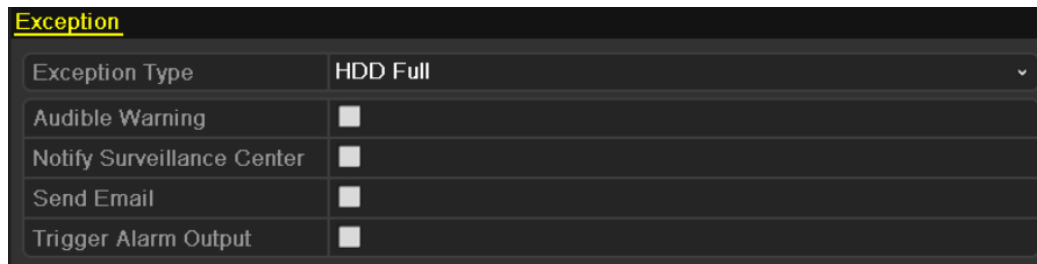 Exception
Exception Type HDD Full
Audible Warning
Notify Surveillance Center
Send Email
Trigger Alarm Output